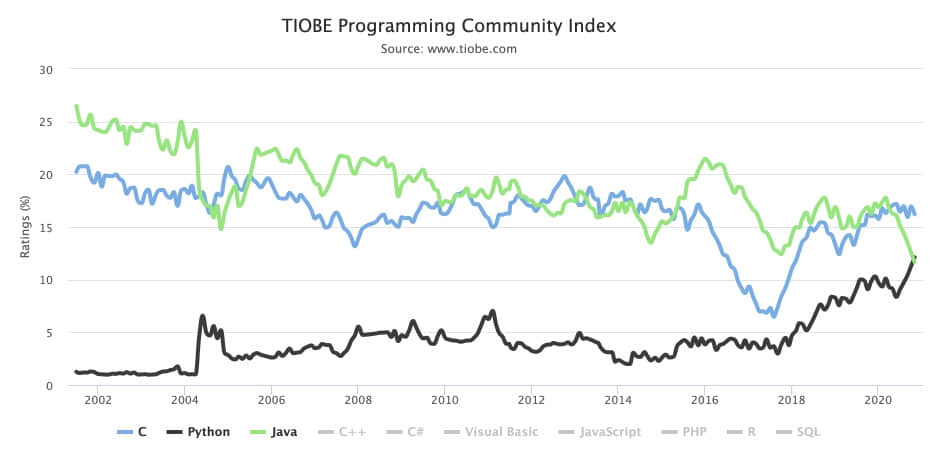 TIOBE Programming Community Index
Source: www.tiobe.com
30
25
20
15
10
5
0
Ratings (%)
2002 2004 2006 2008 2010 2012 2014 2016 2018 2020
C Python Java C++ C# Visual Basic JavaScript PHP R SQL